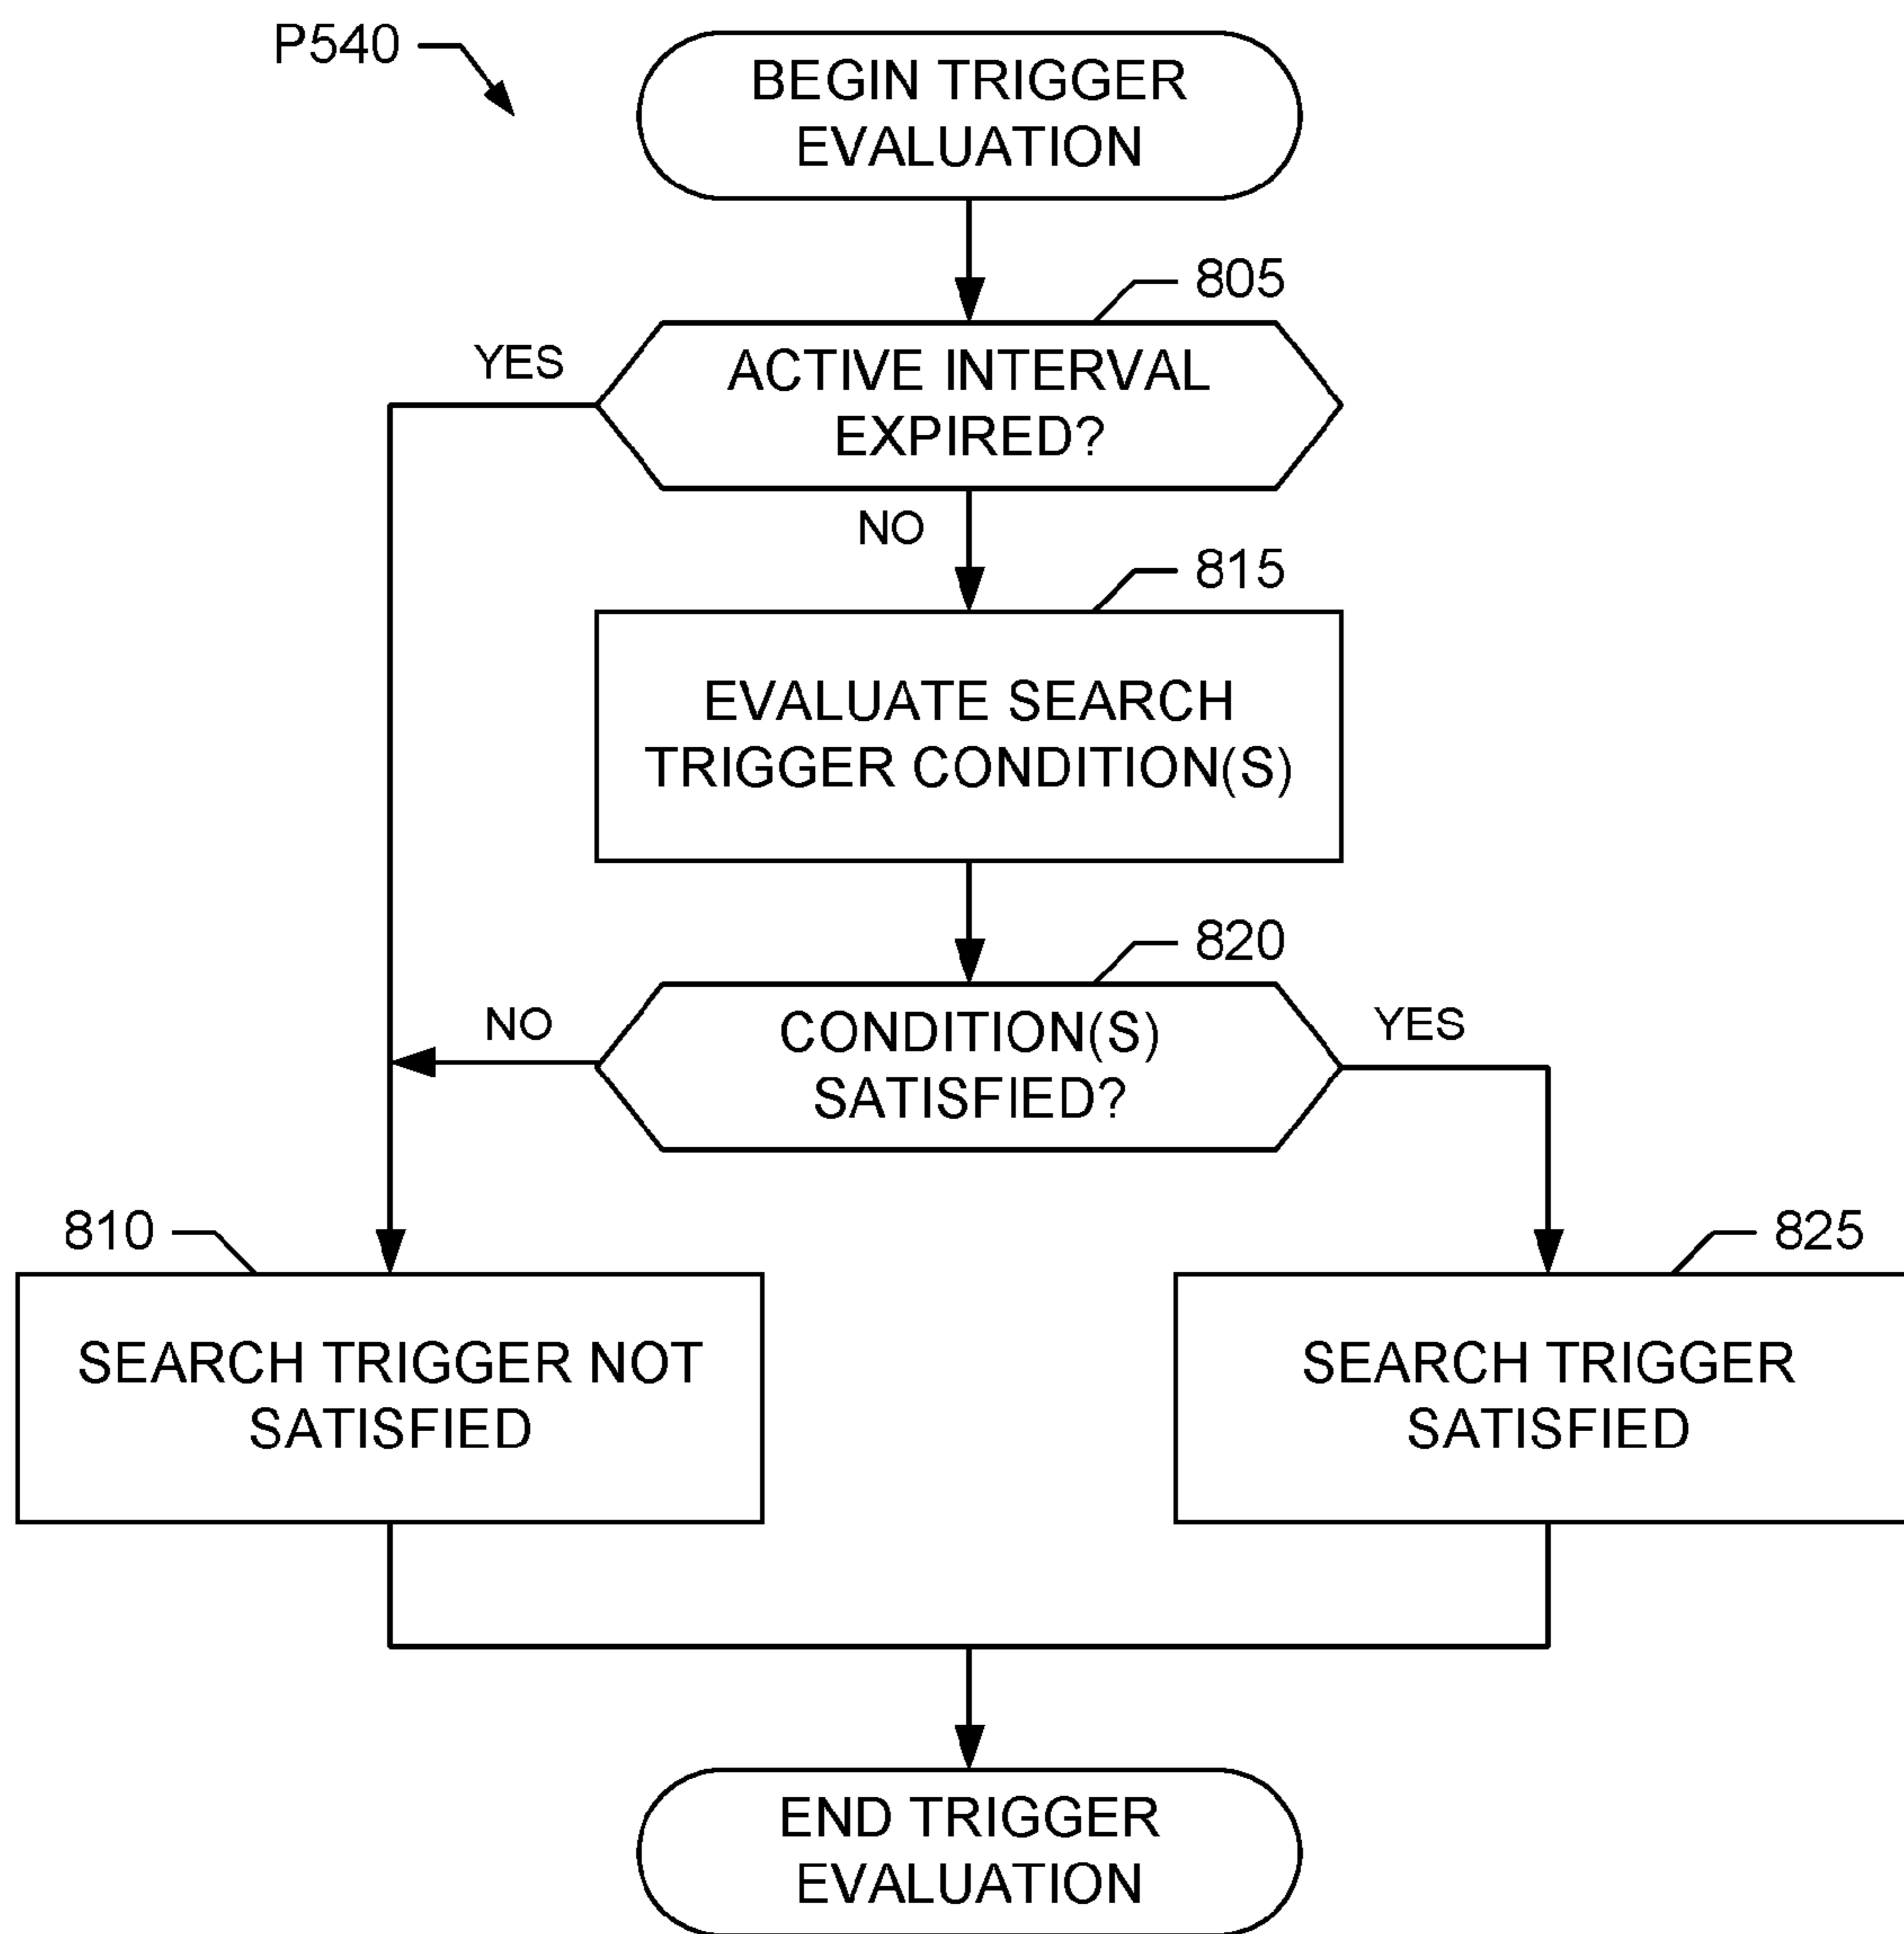 P540
BEGIN TRIGGER
EVALUATION
805
YES
ACTIVE INTERVAL
EXPIRED?
NO
815
EVALUATE SEARCH
TRIGGER CONDITION(S)
820
NO
CONDITION(S)
SATISFIED?
YES
810
825
SEARCH TRIGGER NOT
SATISFIED
SEARCH TRIGGER
SATISFIED
END TRIGGER
EVALUATION